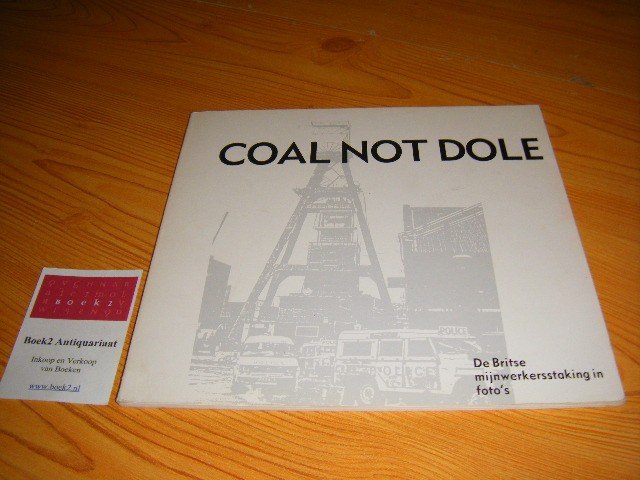 COAL NOT DOLE
POLICE
De Britse
mijnwerkersstaking in
foto's
BOEK2
Boek2 Antiquariaat
Inkoop en Verkoop
van Boeken
www.boek2.nl